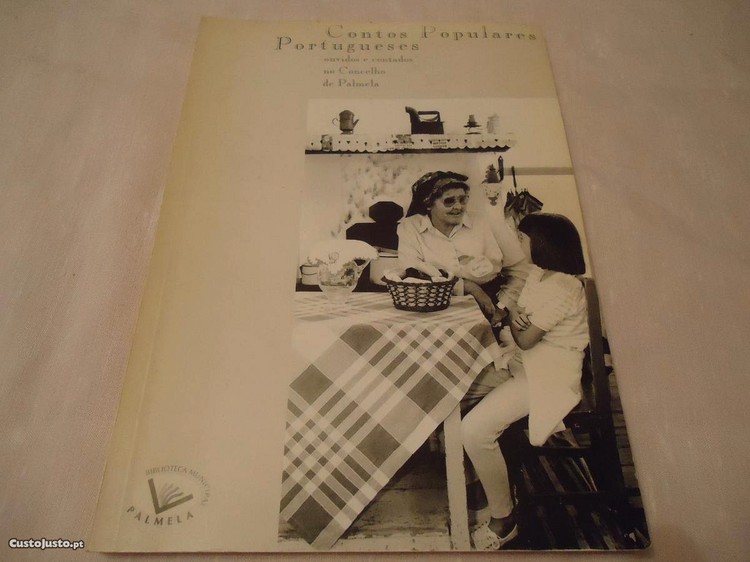 Contos Populares
Portugueses
ouvidos e contados
no Concelho
de Palmela
BIBLIOTECA MUNICIPAL
PALMELA
CustoJusto.pt